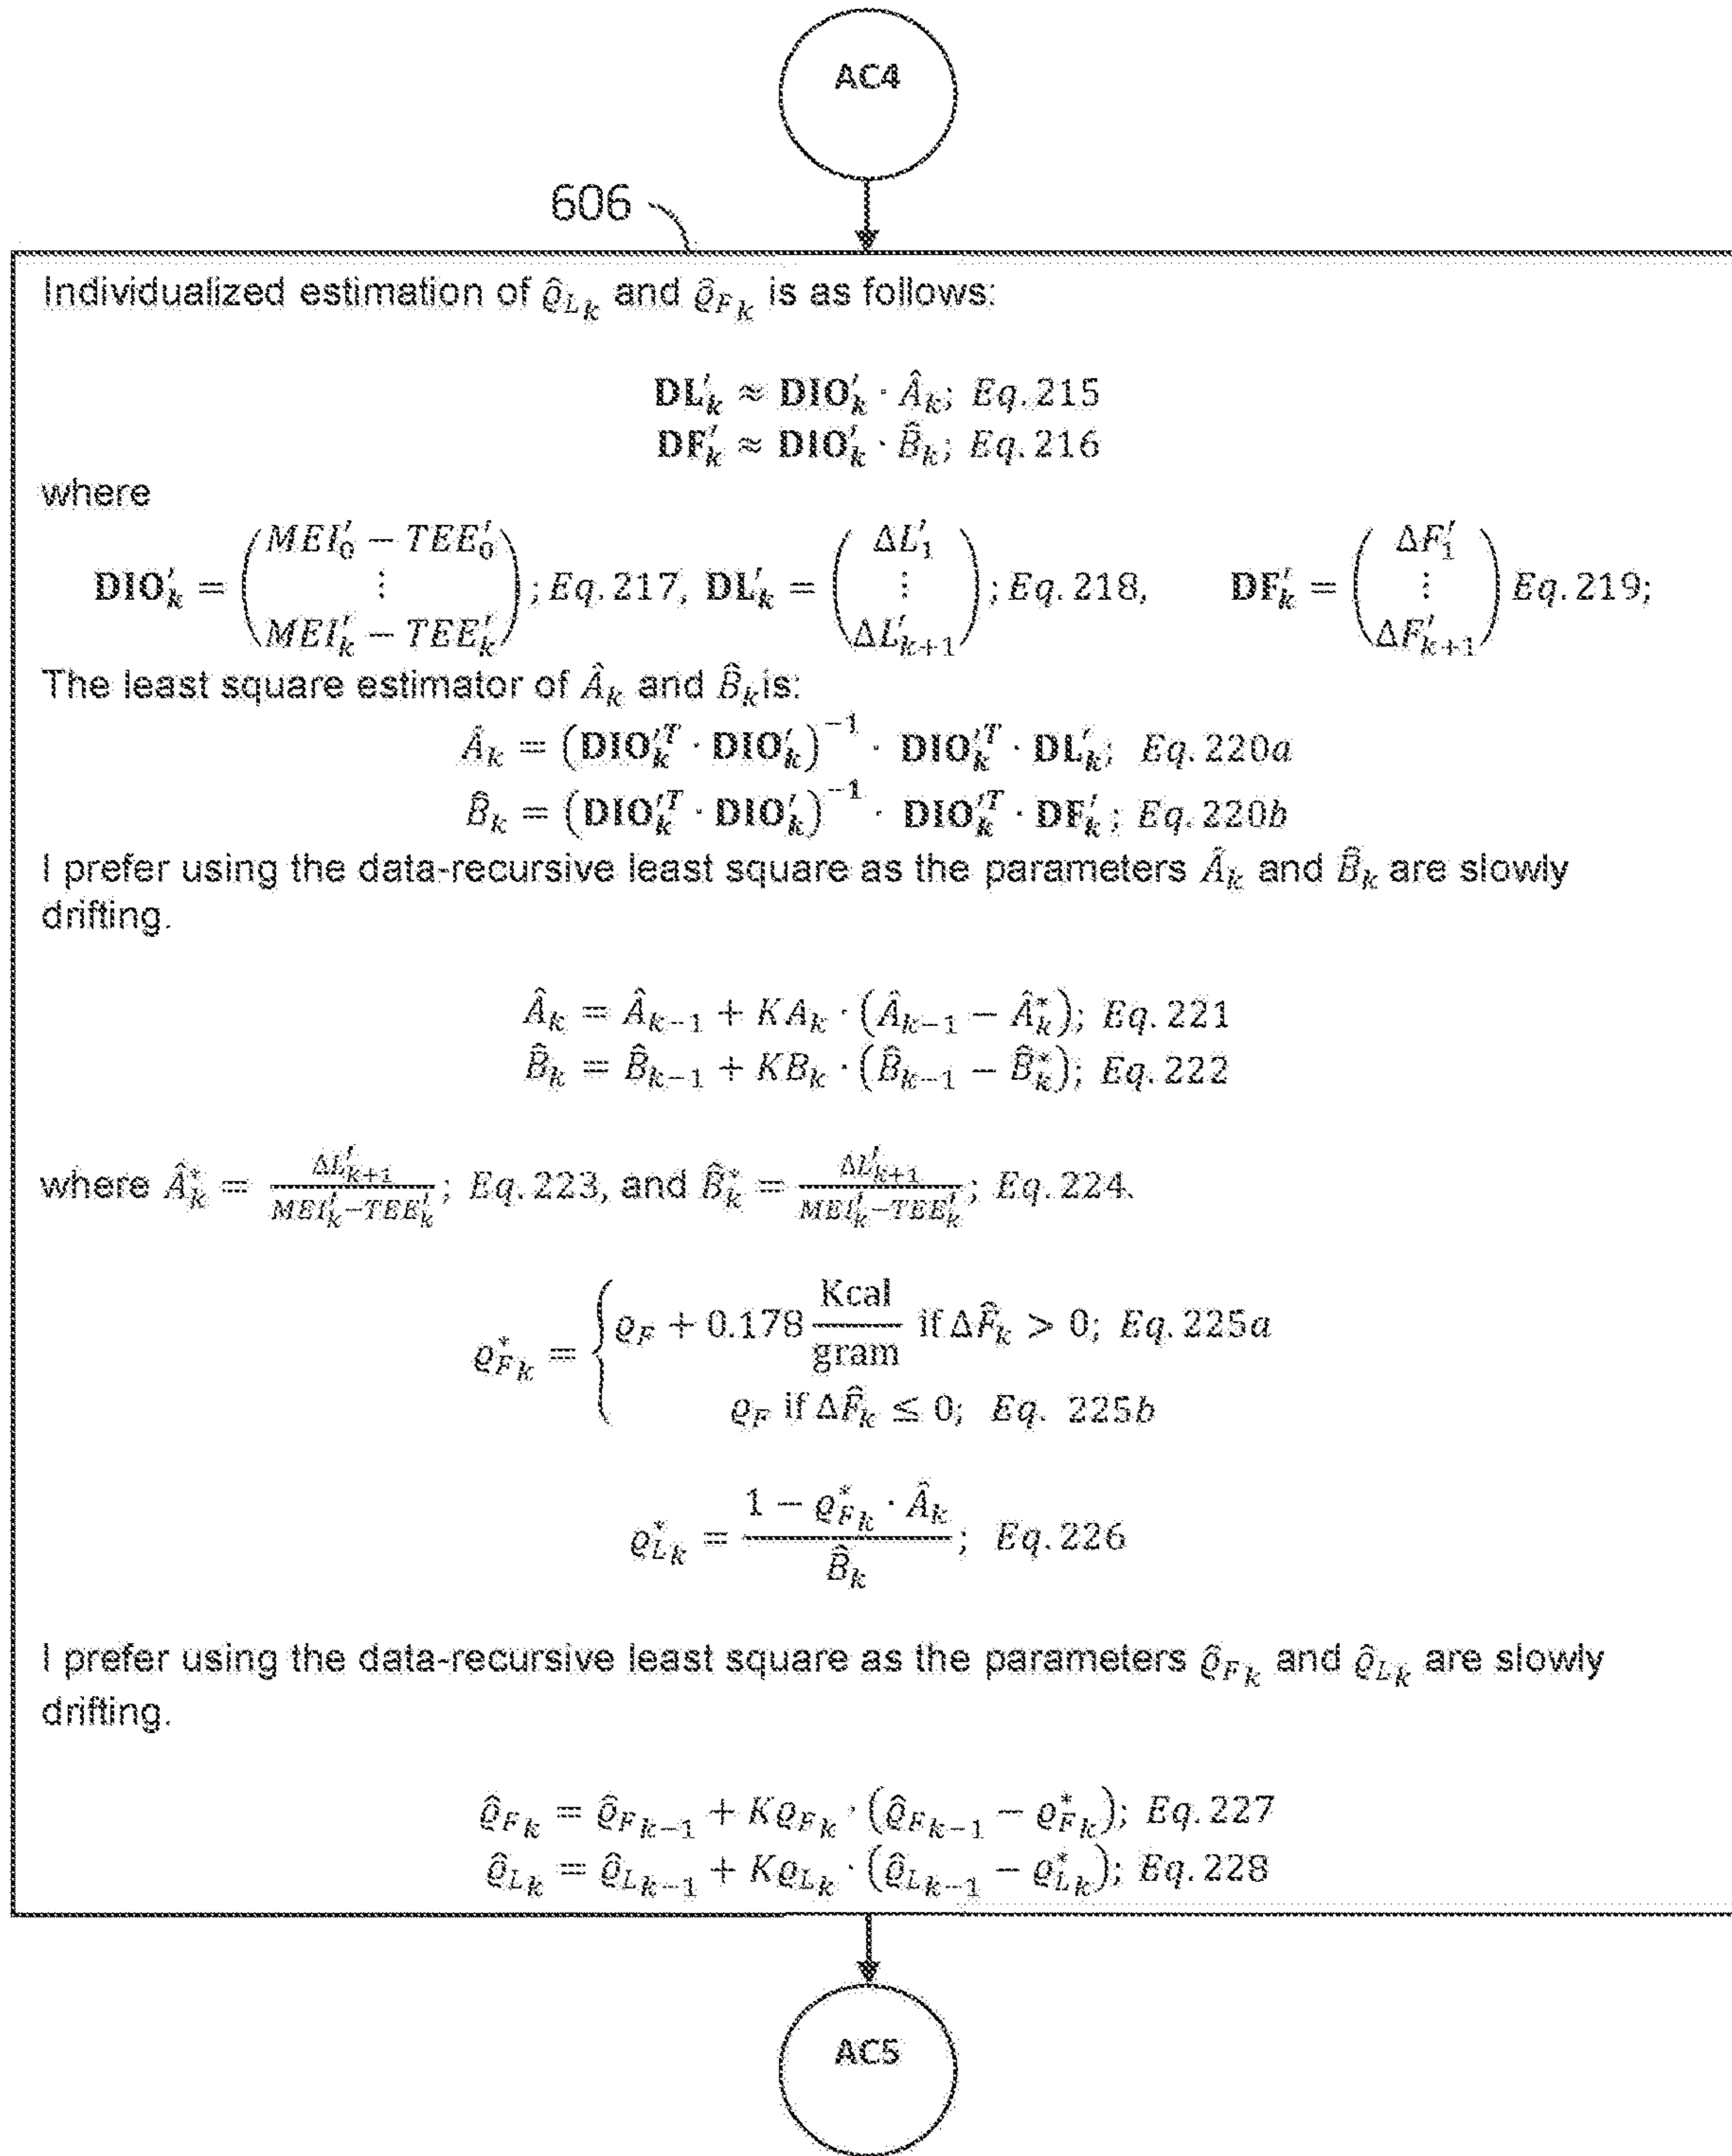 AC4
606
Individualized estimation of ϱ̂_{L_k} and ϱ̂_{F_k} is as follows:
DL′_k ≈ DIO′_k · Â_k; Eq. 215
DF′_k ≈ DIO′_k · B̂_k; Eq. 216
where
DIO′_k = (MEI′_0 − TEE′_0 ⋮ MEI′_k − TEE′_k); Eq. 217, DL′_k = (ΔL′_1 ⋮ ΔL′_{k+1}); Eq. 218, DF′_k = (ΔF′_1 ⋮ ΔF′_{k+1}) Eq. 219;
The least square estimator of Â_k and B̂_k is:
Â_k = (DIO′^T_k · DIO′_k)^{−1} · DIO′^T_k · DL′_k; Eq. 220a
B̂_k = (DIO′^T_k · DIO′_k)^{−1} · DIO′^T_k · DF′_k; Eq. 220b
I prefer using the data-recursive least square as the parameters Â_k and B̂_k are slowly
drifting.
Â_k = Â_{k−1} + KA_k · (Â_{k−1} − Â*_k); Eq. 221
B̂_k = B̂_{k−1} + KB_k · (B̂_{k−1} − B̂*_k); Eq. 222
where Â*_k = ΔL′_{k+1} / (MEI′_k − TEE′_k); Eq. 223, and B̂*_k = ΔL′_{k+1} / (MEI′_k − TEE′_k); Eq. 224.
ϱ*_{F_k} = { ϱ_F + 0.178 Kcal/gram if ΔF̂_k > 0; Eq. 225a
ϱ_F if ΔF̂_k ≤ 0; Eq. 225b
ϱ*_{L_k} = (1 − ϱ*_{F_k} · Â_k) / B̂_k; Eq. 226
I prefer using the data-recursive least square as the parameters ϱ̂_{F_k} and ϱ̂_{L_k} are slowly
drifting.
ϱ̂_{F_k} = ϱ̂_{F_{k−1}} + Kϱ_{F_k} · (ϱ̂_{F_{k−1}} − ϱ*_{F_k}); Eq. 227
ϱ̂_{L_k} = ϱ̂_{L_{k−1}} + Kϱ_{L_k} · (ϱ̂_{L_{k−1}} − ϱ*_{L_k}); Eq. 228
AC5